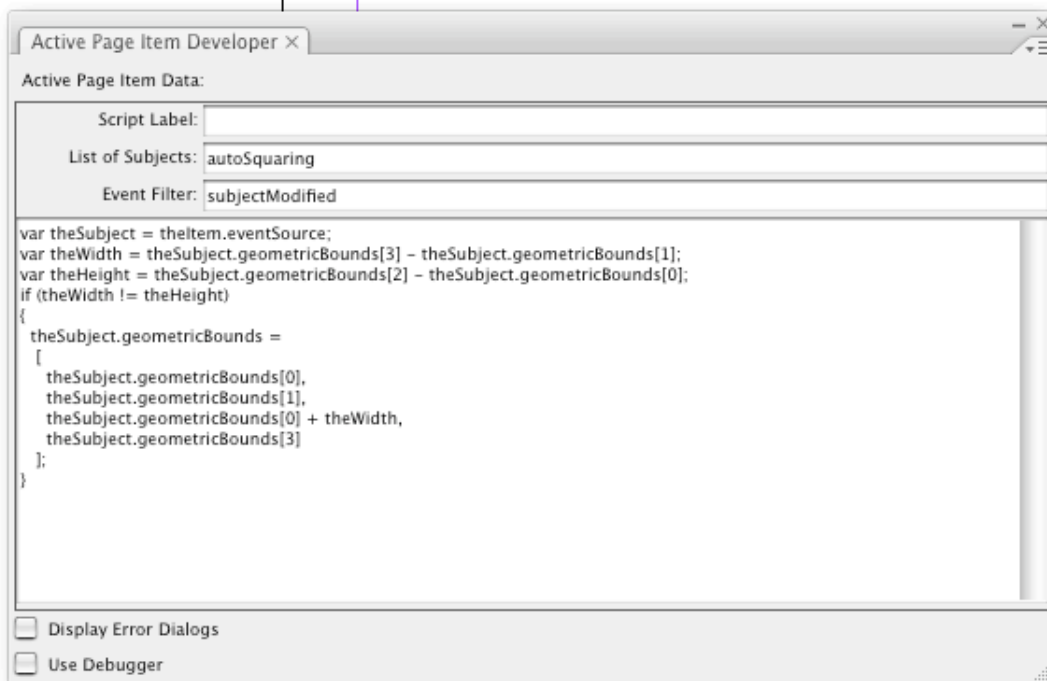 Active Page Item Developer
Active Page Item Data:
Script Label:
List of Subjects: autoSquaring
Event Filter: subjectModified
var theSubject = theItem.eventSource;
var theWidth = theSubject.geometricBounds[3] - theSubject.geometricBounds[1];
var theHeight = theSubject.geometricBounds[2] - theSubject.geometricBounds[0];
if (theWidth != theHeight)
{
theSubject.geometricBounds =
[
theSubject.geometricBounds[0],
theSubject.geometricBounds[1],
theSubject.geometricBounds[0] + theWidth,
theSubject.geometricBounds[3]
];
}
Display Error Dialogs
Use Debugger